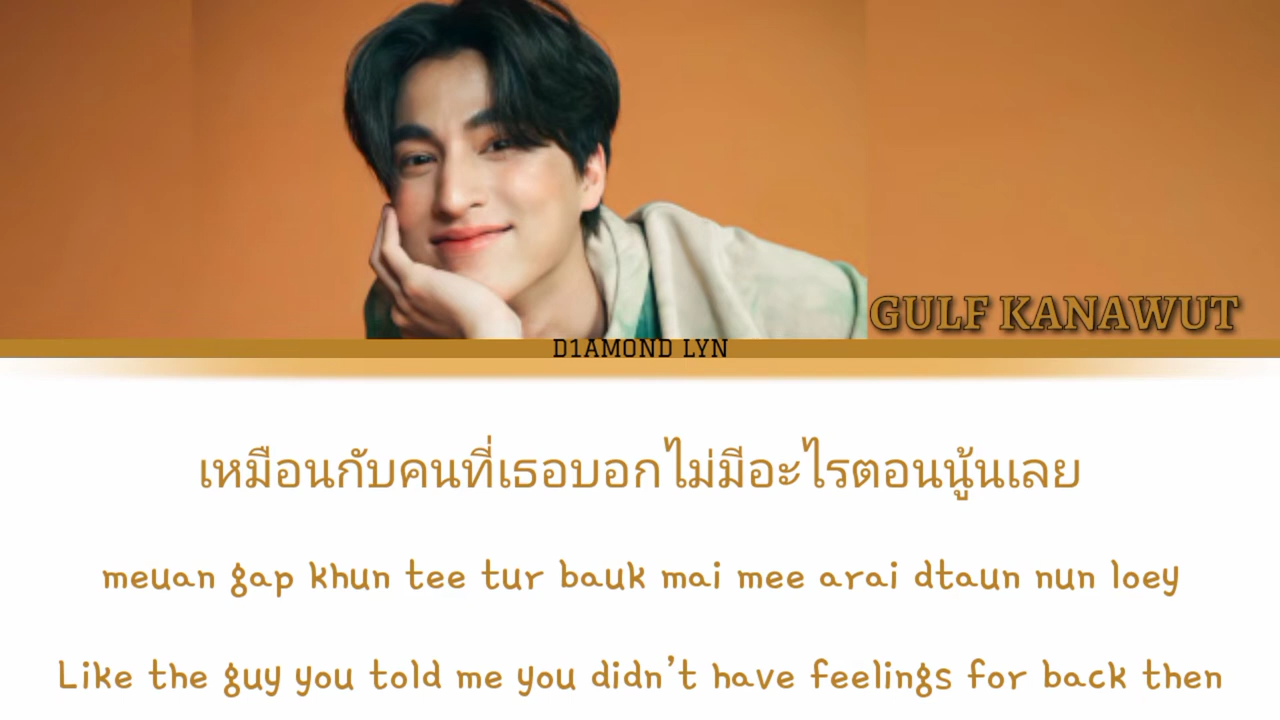 GULF KANAWUT
D1AMOND LYN
เหมือนกับคนที่เธอบอกไม่มีอะไรตอนนู้นเลย
meuan gap khun tee tur bauk mai mee arai dtaun nun loey
Like the guy you told me you didn't have feelings for back then